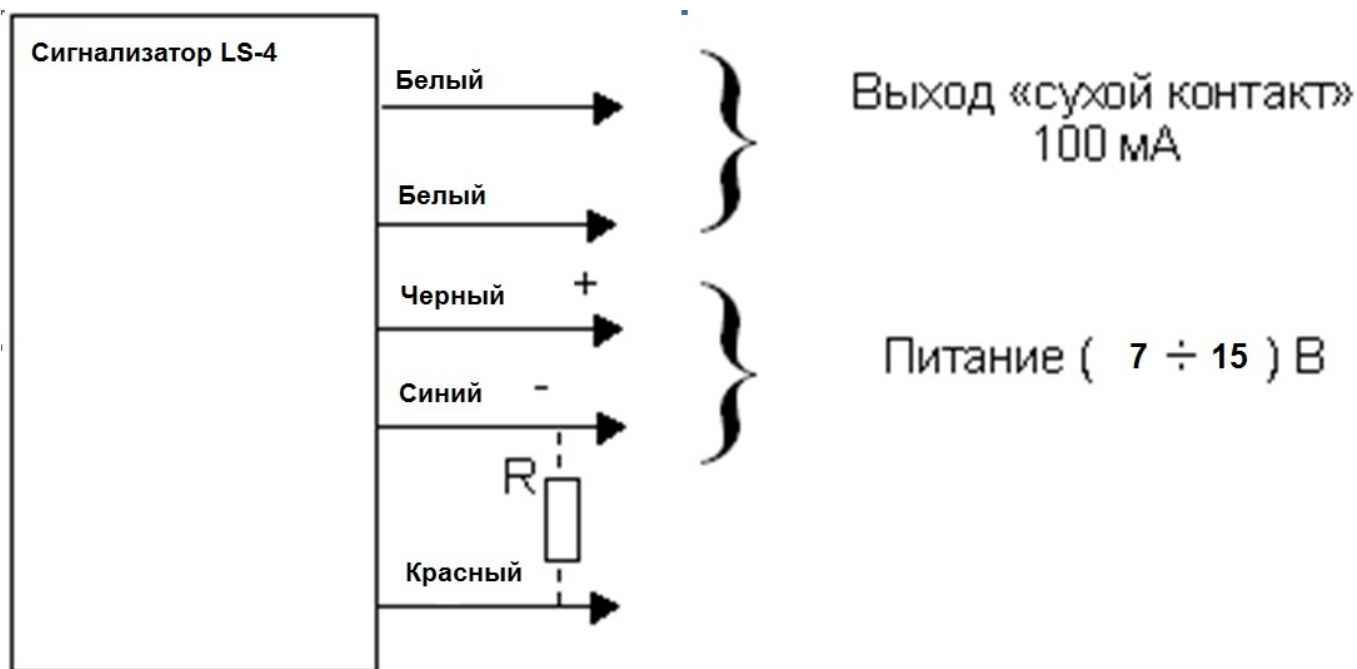 Сигнализатор LS-4
Белый
Выход «сухой контакт»
100 мА
Белый
Черный +
Питание ( 7 ÷ 15 ) В
Синий -
R
Красный